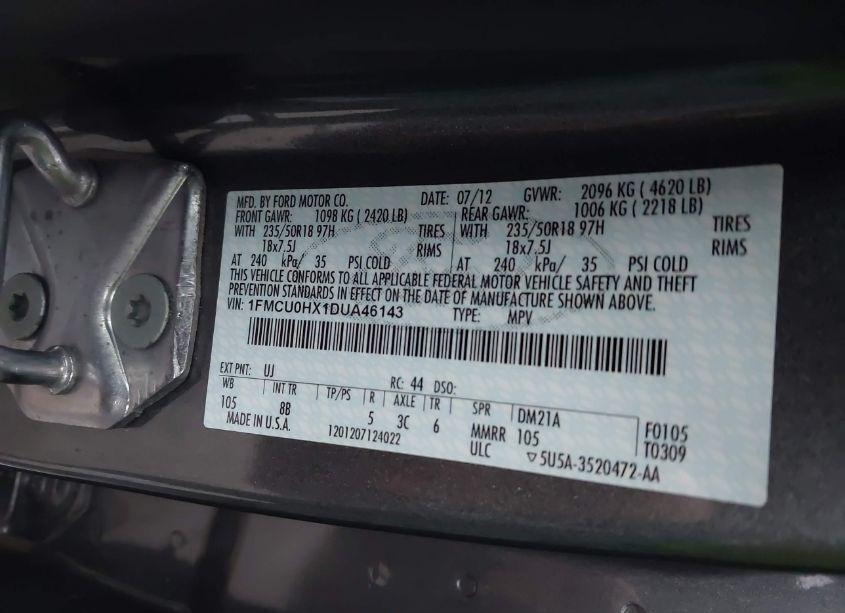 MFD. BY FORD MOTOR CO. DATE: 07/12 GVWR: 2096 KG ( 4620 LB)
FRONT GAWR: 1098 KG ( 2420 LB) REAR GAWR: 1006 KG ( 2218 LB)
WITH 235/50R18 97H TIRES WITH 235/50R18 97H TIRES
18x7.5J RIMS 18x7.5J RIMS
AT 240 kPa/ 35 PSI COLD AT 240 kPa/ 35 PSI COLD
THIS VEHICLE CONFORMS TO ALL APPLICABLE FEDERAL MOTOR VEHICLE SAFETY AND THEFT
PREVENTION STANDARDS IN EFFECT ON THE DATE OF MANUFACTURE SHOWN ABOVE.
VIN: 1FMCU0HX1DUA46143 TYPE: MPV
EXT PNT: UJ RC: 44 DSO:
WB INT TR TP/PS R AXLE TR SPR DM21A F0105
105 8B 5 3C 6 MMRR 105 T0309
MADE IN U.S.A. 1201207124022 ULC ▽5U5A-3520472-AA